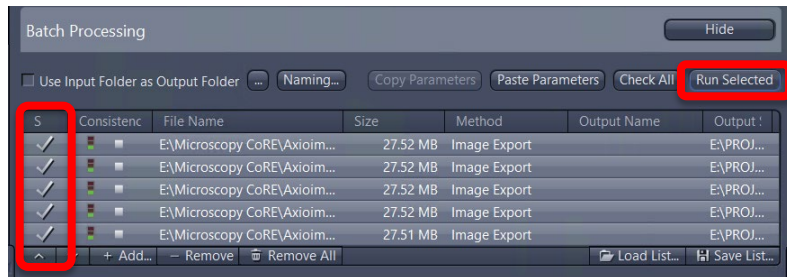 Batch Processing Hide
Use Input Folder as Output Folder ... Naming... Copy Parameters Paste Parameters Check All Run Selected
S Consistenc File Name Size Method Output Name Output S
E:\Microscopy CoRE\Axioim... 27.52 MB Image Export E:\PROJ...
E:\Microscopy CoRE\Axioim... 27.52 MB Image Export E:\PROJ...
E:\Microscopy CoRE\Axioim... 27.52 MB Image Export E:\PROJ...
E:\Microscopy CoRE\Axioim... 27.52 MB Image Export E:\PROJ...
E:\Microscopy CoRE\Axioim... 27.51 MB Image Export E:\PROJ...
+ Add... − Remove Remove All Load List... Save List...